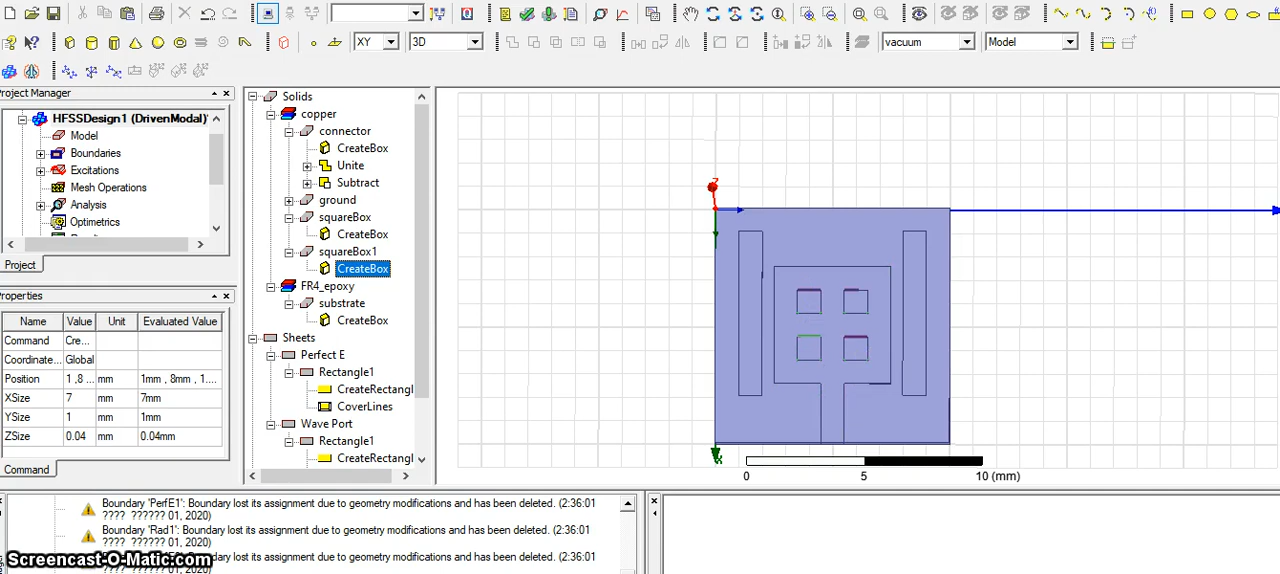 XY
3D
vacuum
Model
Project Manager
HFSSDesign1 (DrivenModal)*
Model
Boundaries
Excitations
Mesh Operations
Analysis
Optimetrics
Project
Properties
Name Value Unit Evaluated Value
Command Cre...
Coordinate... Global
Position 1 ,8 ... mm 1mm , 8mm , 1....
XSize 7 mm 7mm
YSize 1 mm 1mm
ZSize 0.04 mm 0.04mm
Command
Solids
copper
connector
CreateBox
Unite
Subtract
ground
squareBox
CreateBox
squareBox1
CreateBox
FR4_epoxy
substrate
CreateBox
Sheets
Perfect E
Rectangle1
CreateRectangl
CoverLines
Wave Port
Rectangle1
CreateRectangl
Z
0 5 10 (mm)
Boundary 'PerfE1': Boundary lost its assignment due to geometry modifications and has been deleted. (2:36:01
???? ?????? 01, 2020)
Boundary 'Rad1': Boundary lost its assignment due to geometry modifications and has been deleted. (2:36:01
???? ?????? 01, 2020)
Boundary lost its assignment due to geometry modifications and has been deleted. (2:36:01
???? ?????? 01, 2020)
Screencast-O-Matic.com